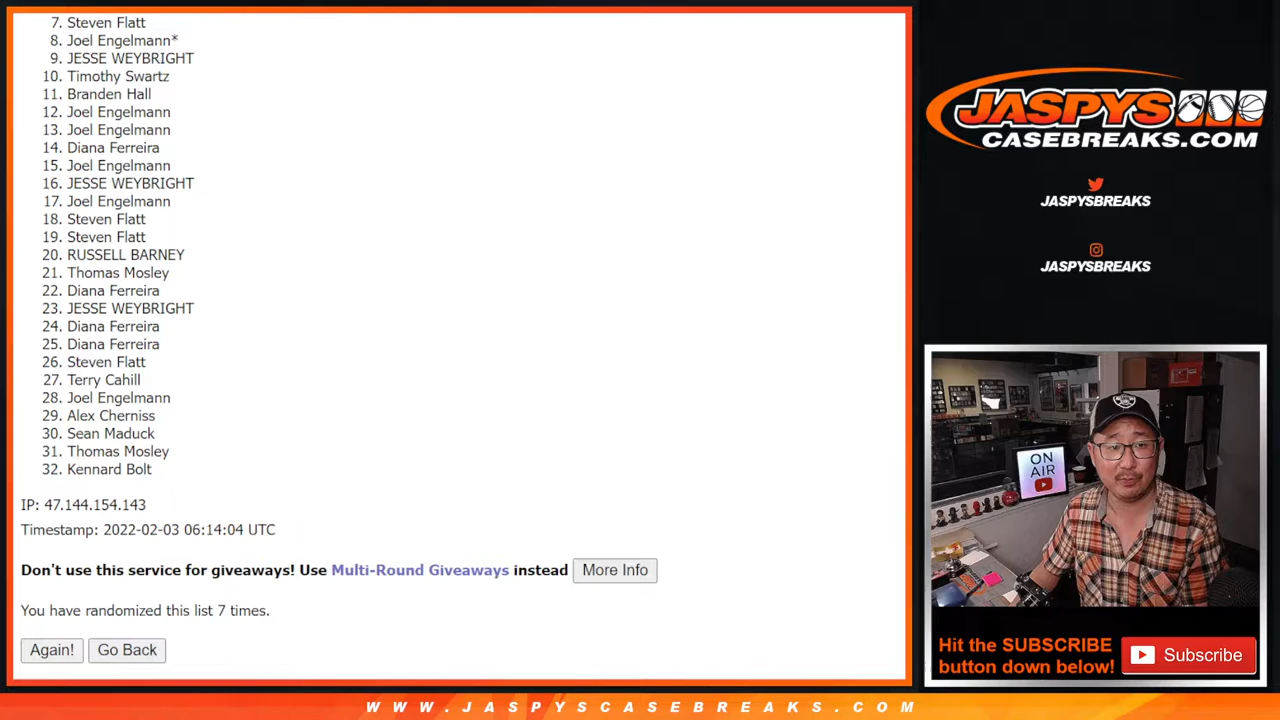 7. Steven Flatt
8. Joel Engelmann*
9. JESSE WEYBRIGHT
10. Timothy Swartz
11. Branden Hall
12. Joel Engelmann
13. Joel Engelmann
14. Diana Ferreira
15. Joel Engelmann
16. JESSE WEYBRIGHT
17. Joel Engelmann
18. Steven Flatt
19. Steven Flatt
20. RUSSELL BARNEY
21. Thomas Mosley
22. Diana Ferreira
23. JESSE WEYBRIGHT
24. Diana Ferreira
25. Diana Ferreira
26. Steven Flatt
27. Terry Cahill
28. Joel Engelmann
29. Alex Cherniss
30. Sean Maduck
31. Thomas Mosley
32. Kennard Bolt
IP: 47.144.154.143
Timestamp: 2022-02-03 06:14:04 UTC
Don't use this service for giveaways! Use Multi-Round Giveaways instead More Info
You have randomized this list 7 times.
Again! Go Back
JASPYS
CASEBREAKS.COM
JASPYSBREAKS
JASPYSBREAKS
ON
AIR
Hit the SUBSCRIBE
button down below!
Subscribe
WWW.JASPYSCASEBREAKS.COM